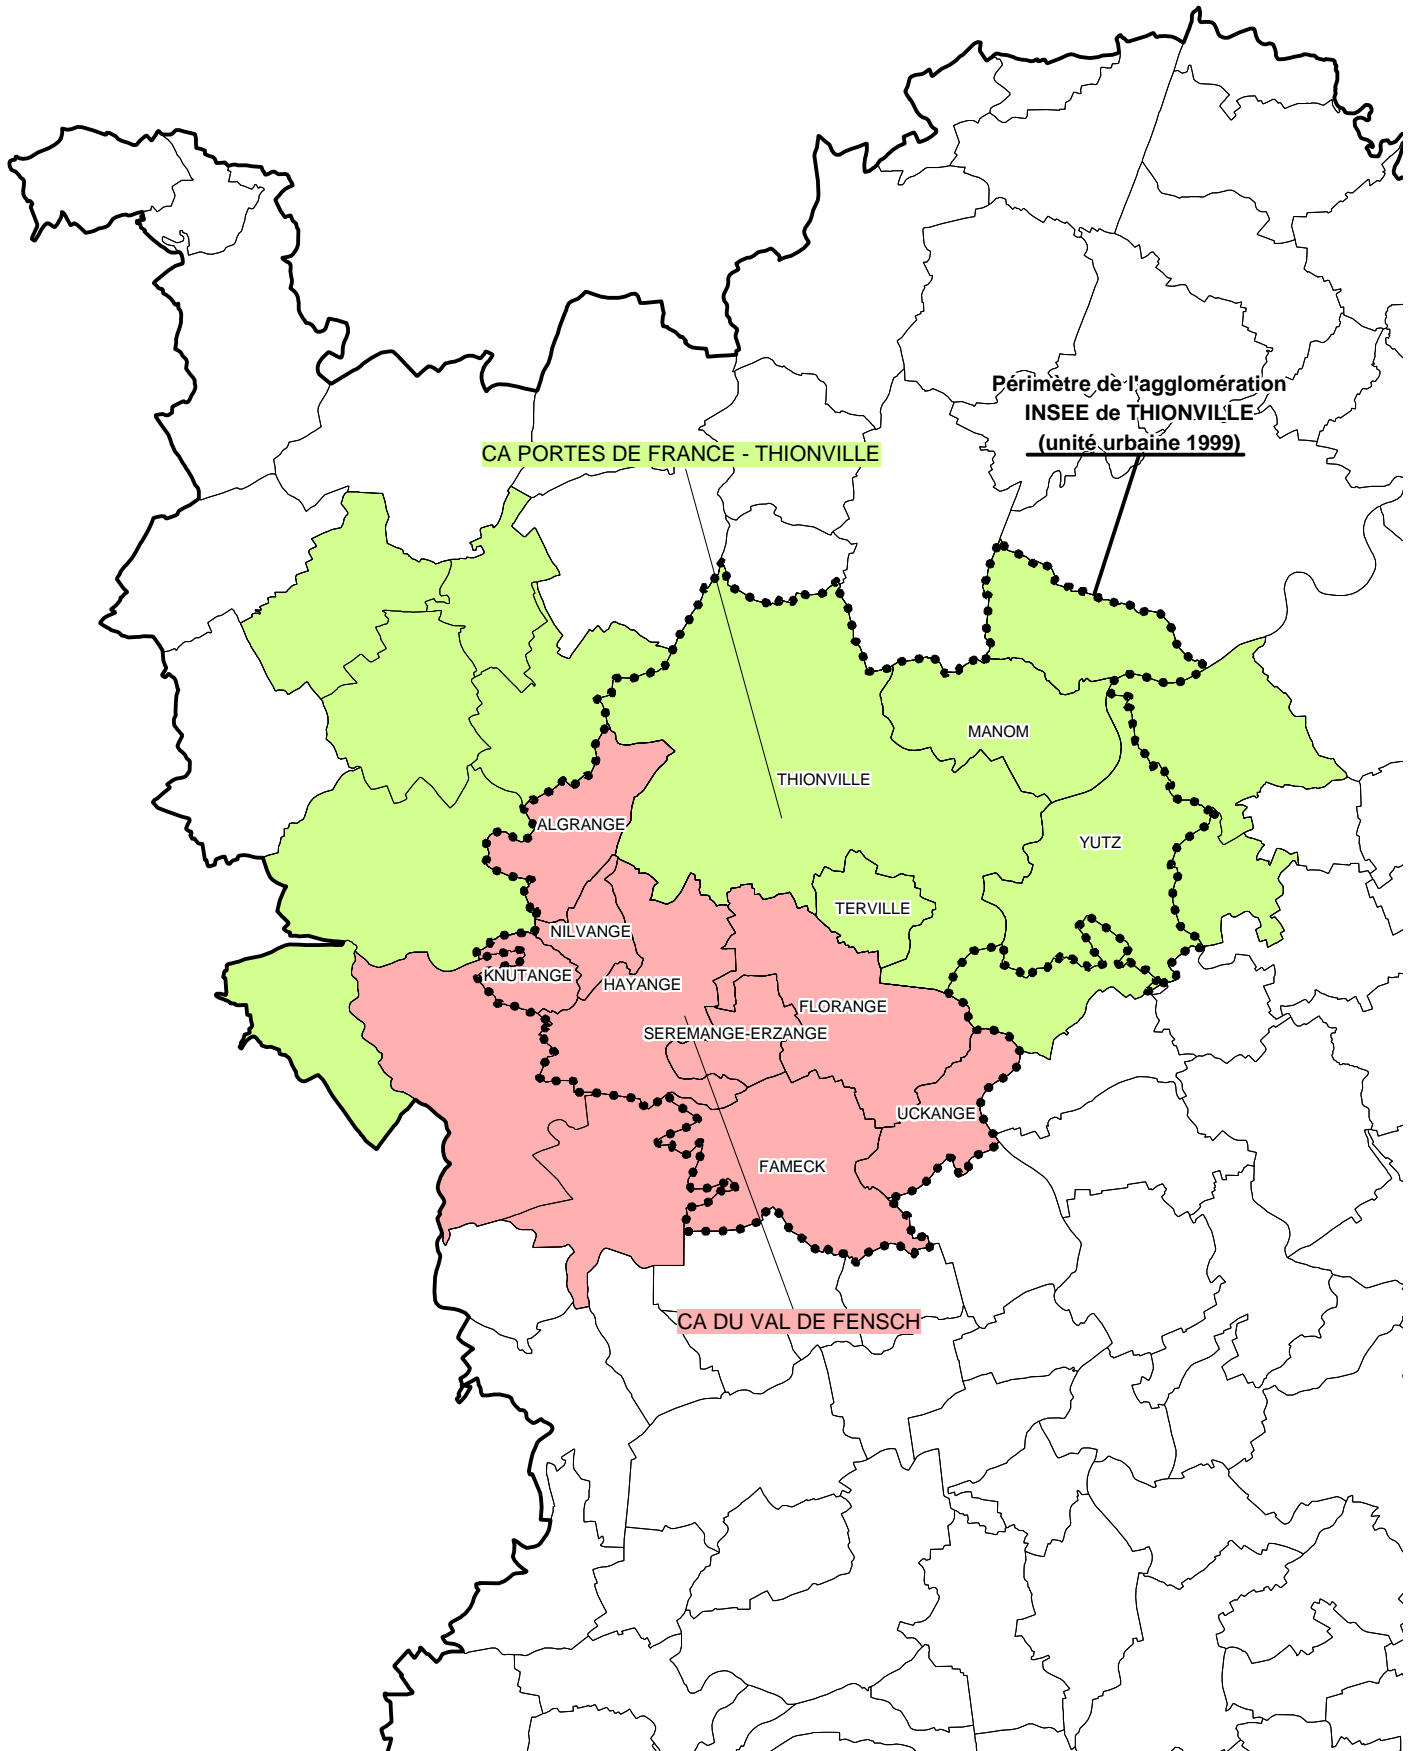 Périmètre de l'agglomération
INSEE de THIONVILLE
(unité urbaine 1999)
CA PORTES DE FRANCE - THIONVILLE
MANOM
THIONVILLE
ALGRANGE
YUTZ
TERVILLE
NILVANGE
KNUTANGE
HAYANGE
FLORANGE
SEREMANGE-ERZANGE
UCKANGE
FAMECK
CA DU VAL DE FENSCH